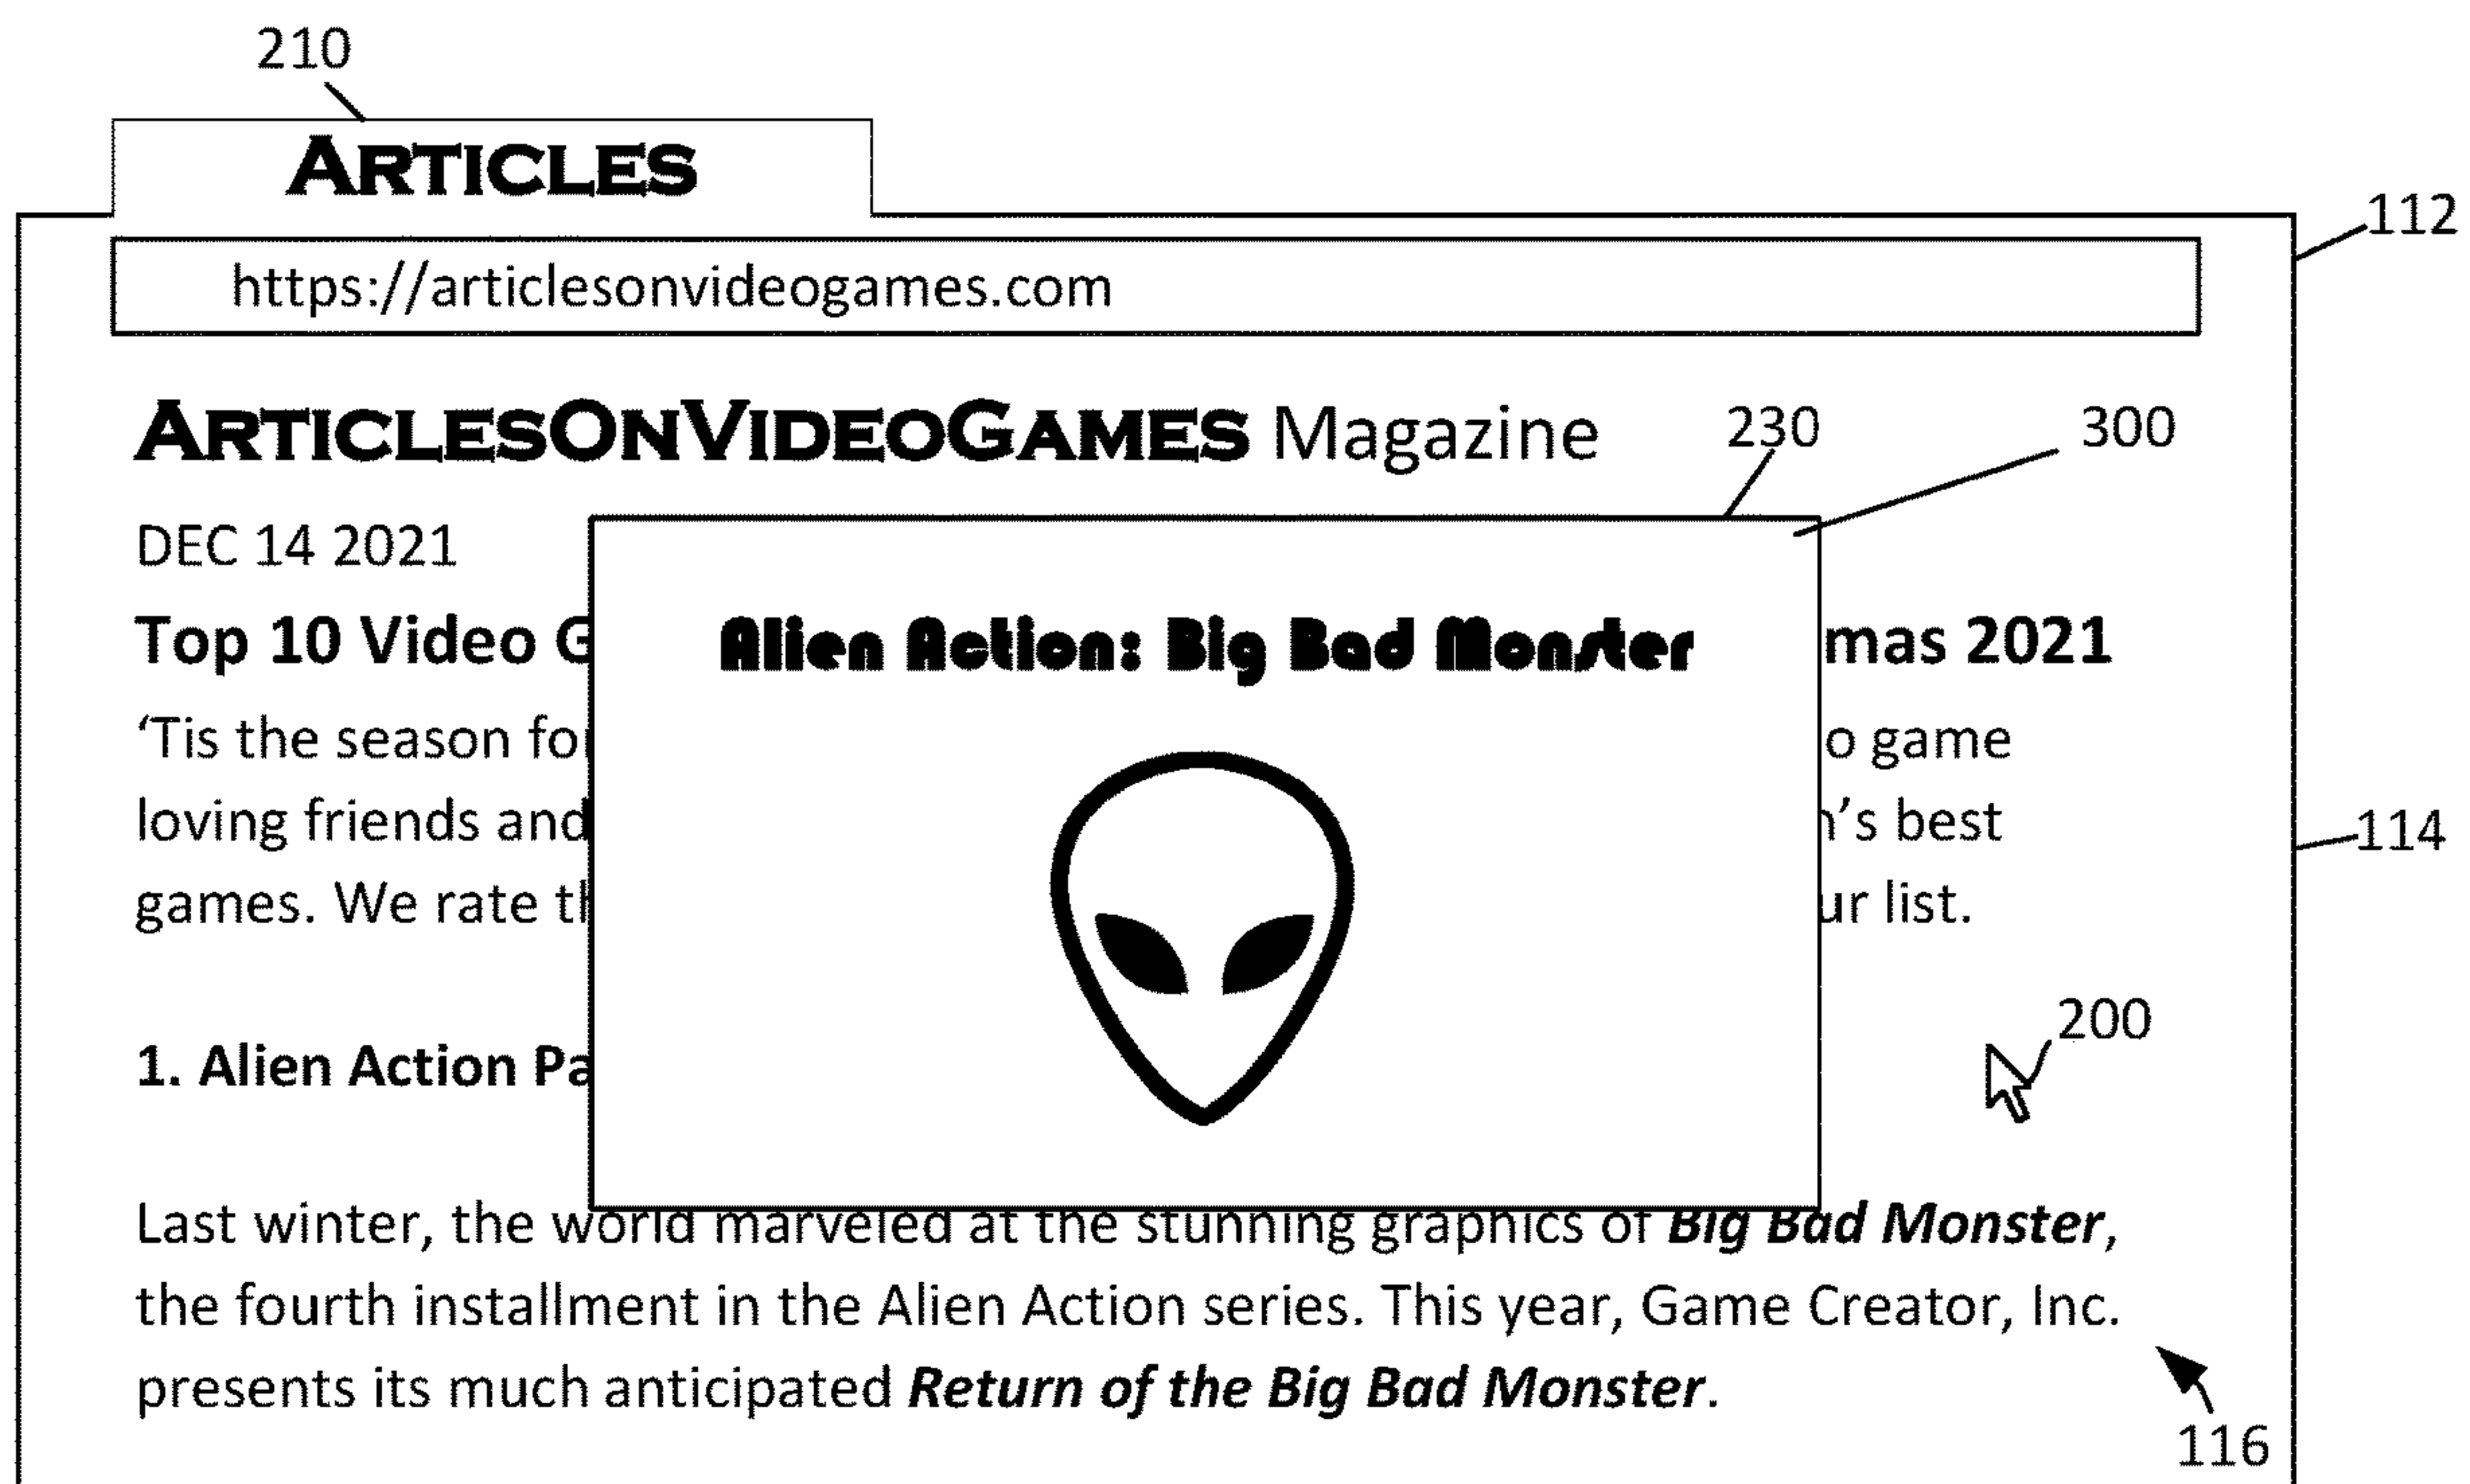 210
ARTICLES
112
https://articlesonvideogames.com
ARTICLESONVIDEOGAMES Magazine
230
300
DEC 14 2021
Top 10 Video
mas 2021
Alien Action: Big Bad Monster
‘Tis the season
o game
loving friends and
’s best
114
games. We rate
ur list.
200
1. Alien Action
Last winter, the world marveled at the stunning graphics of Big Bad Monster,
the fourth installment in the Alien Action series. This year, Game Creator, Inc.
presents its much anticipated Return of the Big Bad Monster.
116